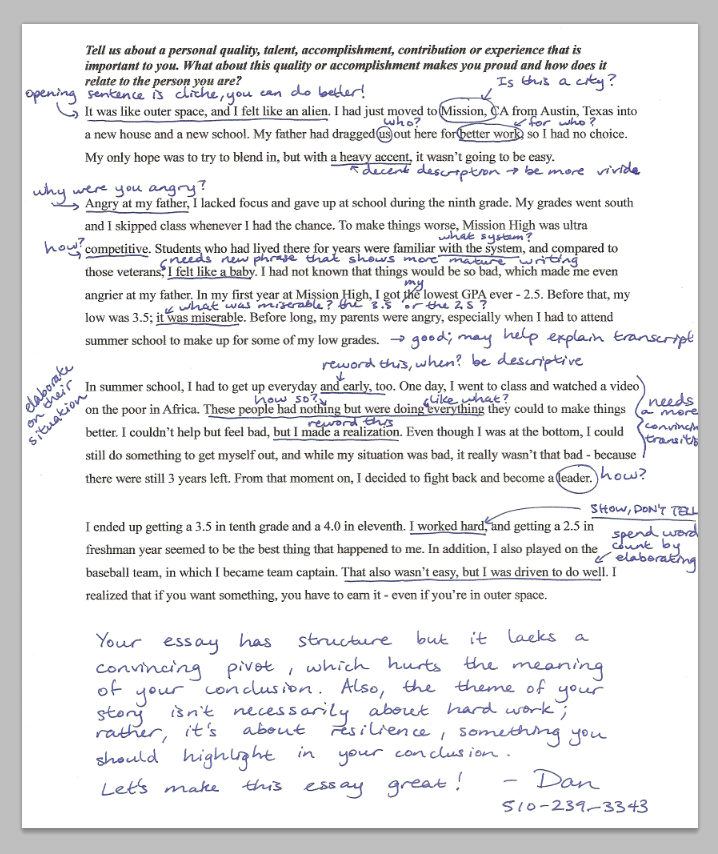 Tell us about a personal quality, talent, accomplishment, contribution or experience that is
important to you. What about this quality or accomplishment makes you proud and how does it
relate to the person you are?
Is this a city?
opening sentence is cliche, you can do better!
It was like outer space, and I felt like an alien. I had just moved to Mission, CA from Austin, Texas into
who?
for who?
a new house and a new school. My father had dragged us out here for better work, so I had no choice.
My only hope was to try to blend in, but with a heavy accent, it wasn't going to be easy.
decent description → be more vivide
why were you angry?
Angry at my father, I lacked focus and gave up at school during the ninth grade. My grades went south
and I skipped class whenever I had the chance. To make things worse, Mission High was ultra
what system?
how?
competitive. Students who had lived there for years were familiar with the system, and compared to
needs new phrase that shows more mature writing
those veterans, I felt like a baby. I had not known that things would be so bad, which made me even
my
angrier at my father. In my first year at Mission High, I got the lowest GPA ever - 2.5. Before that, my
what was miserable? the 3.5 or the 2.5?
low was 3.5; it was miserable. Before long, my parents were angry, especially when I had to attend
summer school to make up for some of my low grades. → good; may help explain transcript
reword this, when? be descriptive
elaborate
on their
situation
In summer school, I had to get up everyday and early, too. One day, I went to class and watched a video
how so?
like what?
on the poor in Africa. These people had nothing but were doing everything they could to make things
reword this
better. I couldn't help but feel bad, but I made a realization. Even though I was at the bottom, I could
still do something to get myself out, and while my situation was bad, it really wasn't that bad - because
there were still 3 years left. From that moment on, I decided to fight back and become a leader.
needs
a more
convincin
transiti
how?
SHOW, DON'T TELL
I ended up getting a 3.5 in tenth grade and a 4.0 in eleventh. I worked hard, and getting a 2.5 in
freshman year seemed to be the best thing that happened to me. In addition, I also played on the
baseball team, in which I became team captain. That also wasn't easy, but I was driven to do well. I
realized that if you want something, you have to earn it - even if you're in outer space.
spend word
count by
elaborating
Your essay has structure but it lacks a
convincing pivot, which hurts the meaning
of your conclusion. Also, the theme of your
story isn't necessarily about hard work;
rather, it's about resilience, something you
should highlight in your conclusion.
Let's make this essay great! - Dan
510-239-3343